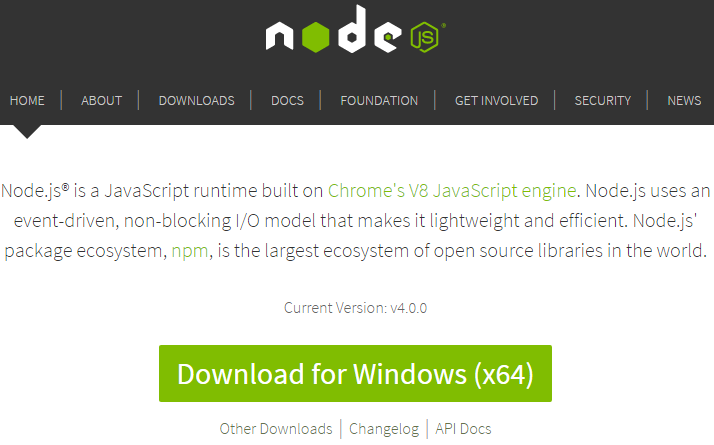 node JS ®
HOME | ABOUT | DOWNLOADS | DOCS | FOUNDATION | GET INVOLVED | SECURITY | NEWS
Node.js® is a JavaScript runtime built on Chrome's V8 JavaScript engine. Node.js uses an
event-driven, non-blocking I/O model that makes it lightweight and efficient. Node.js'
package ecosystem, npm, is the largest ecosystem of open source libraries in the world.
Current Version: v4.0.0
Download for Windows (x64)
Other Downloads | Changelog | API Docs